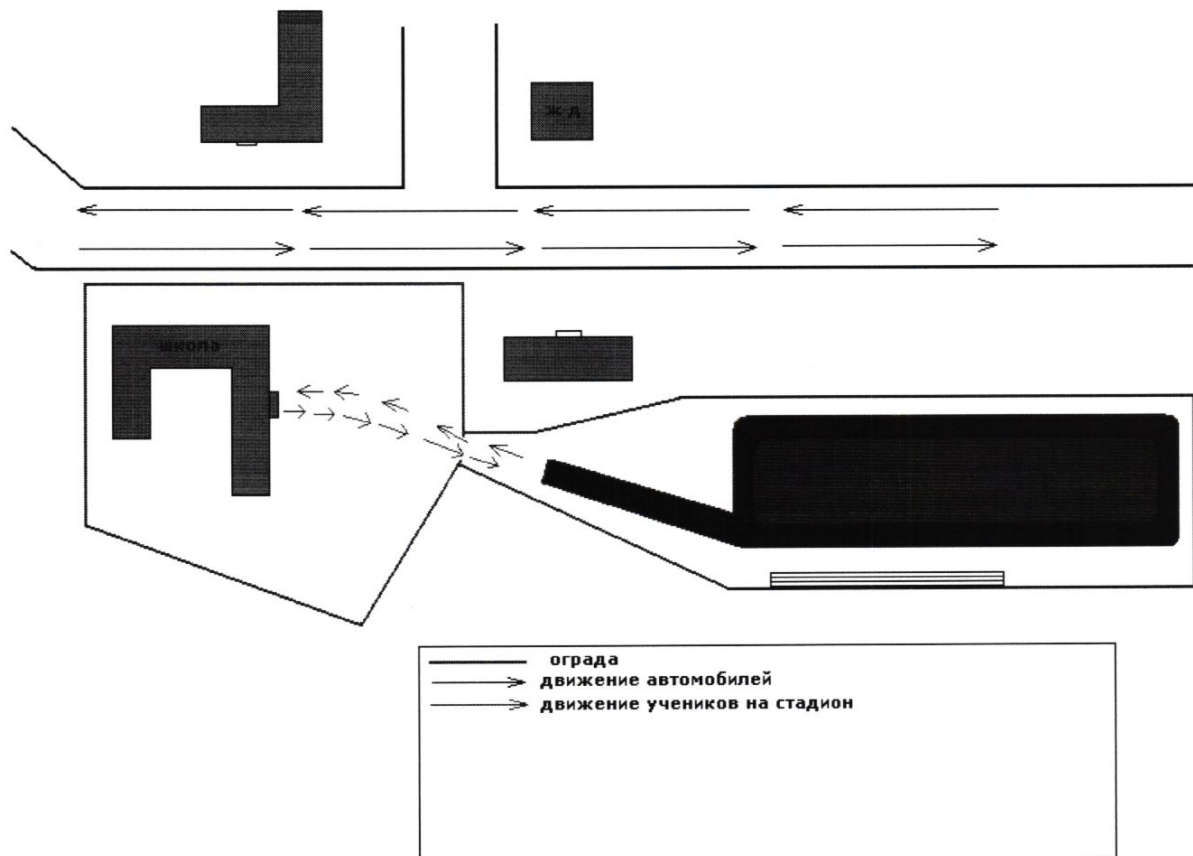 ж-д
школа
ограда
движение автомобилей
движение учеников на стадион